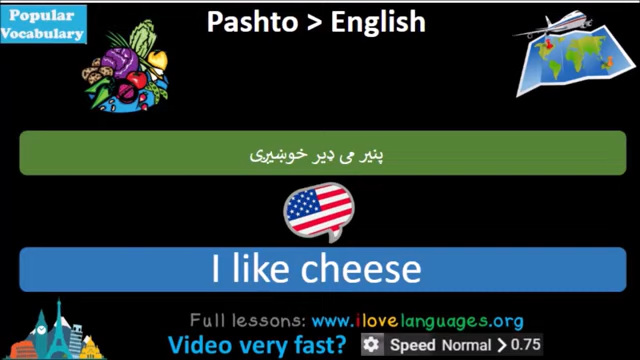 Popular
Vocabulary
Pashto > English
پنیر می ډیر خوښیږی
I like cheese
Full lessons: www.ilovelanguages.org
Video very fast? Speed Normal > 0.75